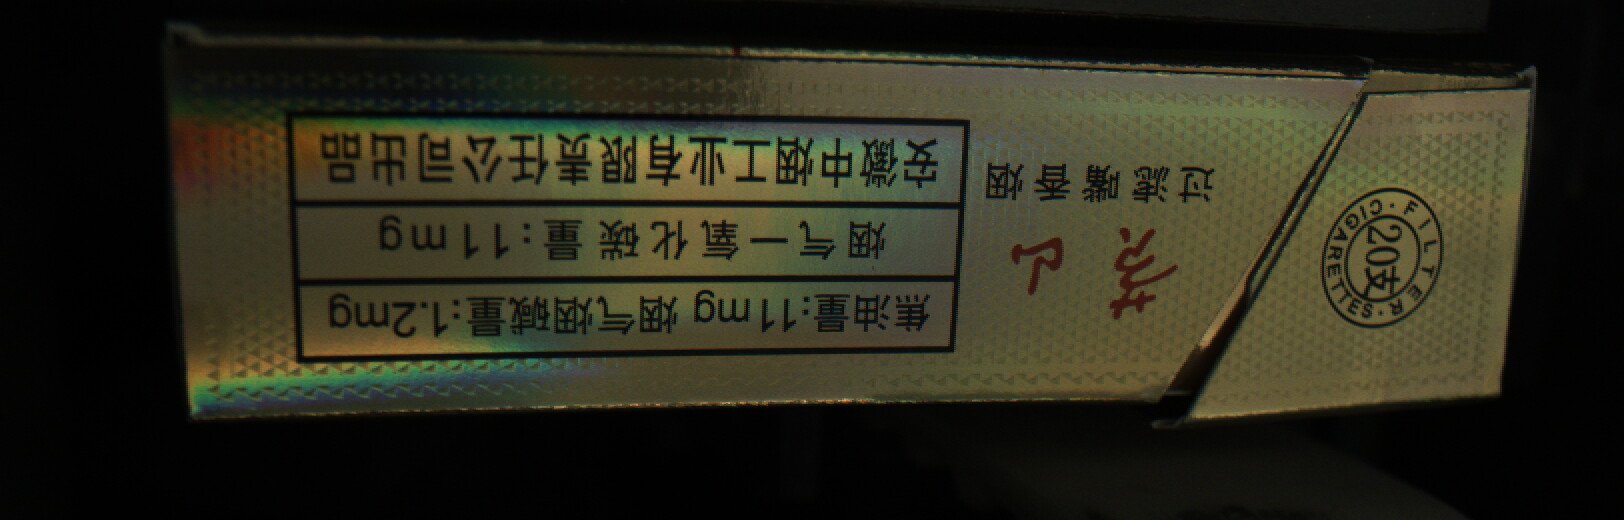 FILTER·CIGARETTES·
20支
黄山
过滤嘴香烟
焦油量:11mg 烟气烟碱量:1.2mg
烟气一氧化碳量:11mg
安徽中烟工业有限责任公司出品